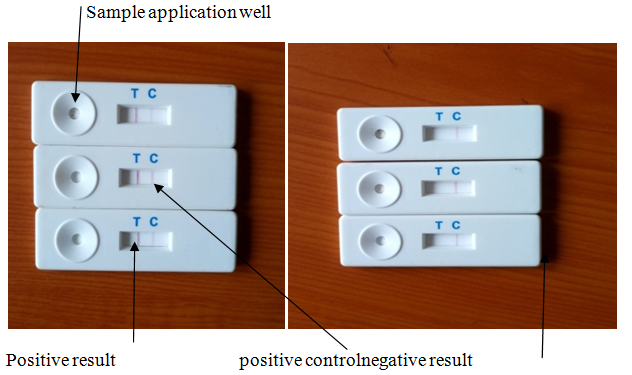 Sample application well
T C
T C
T C
T C
T C
T C
Positive result
positive controlnegative result